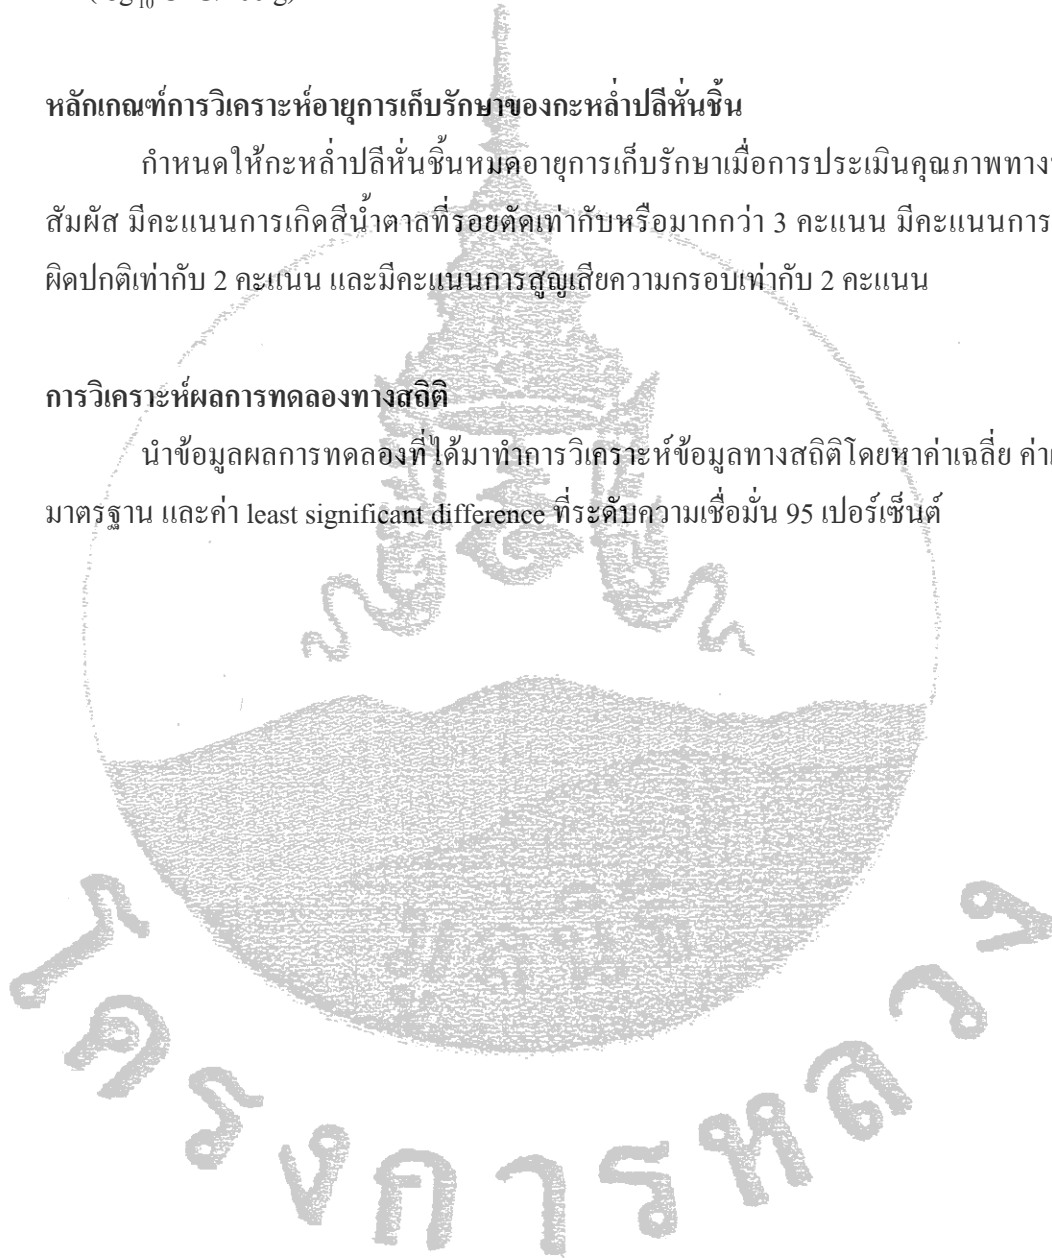 หลักเกณฑ์การวิเคราะห์อายุการเก็บรักษาของกะหล่ำปลีหั่นชิ้น
กำหนดให้กะหล่ำปลีหั่นชิ้นหมดอายุการเก็บรักษาเมื่อการประเมินคุณภาพทาง
สัมผัส มีคะแนนการเกิดสีน้ำตาลที่รอยตัดเท่ากับหรือมากกว่า 3 คะแนน มีคะแนนการ
ผิดปกติเท่ากับ 2 คะแนน และมีคะแนนการสูญเสียความกรอบเท่ากับ 2 คะแนน
การวิเคราะห์ผลการทดลองทางสถิติ
นำข้อมูลผลการทดลองที่ได้มาทำการวิเคราะห์ข้อมูลทางสถิติโดยหาค่าเฉลี่ย
มาตรฐาน และค่า least significant difference ที่ระดับความเชื่อมั่น 95 เปอร์เซ็นต์
มูลนิธิ
โครงการหลวง